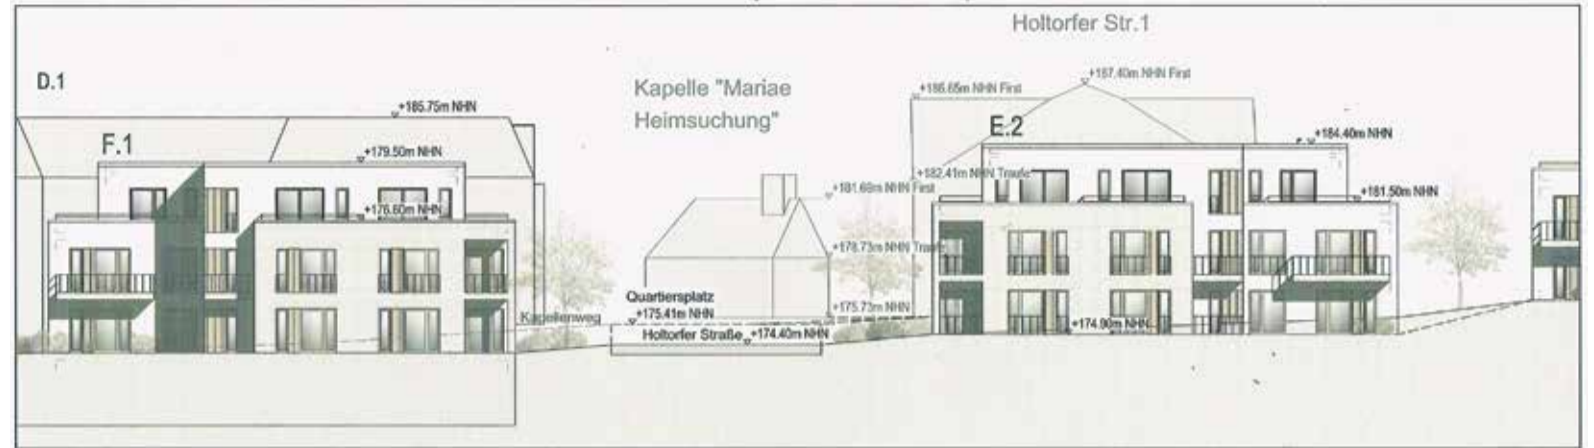 Holtorfer Str.1
D.1
Kapelle "Mariae
Heimsuchung"
+187.40m NHN First
+186.65m NHN First
+185.75m NHN
F.1
E.2
+184.40m NHN
+179.50m NHN
+182.41m NHN Traufe
+181.69m NHN First
+181.50m NHN
+176.60m NHN
+178.73m NHN Traufe
Quartiersplatz
+175.41m NHN
+175.73m NHN
Kapellenweg
Holtorfer Straße +174.40m NHN
+174.90m NHN